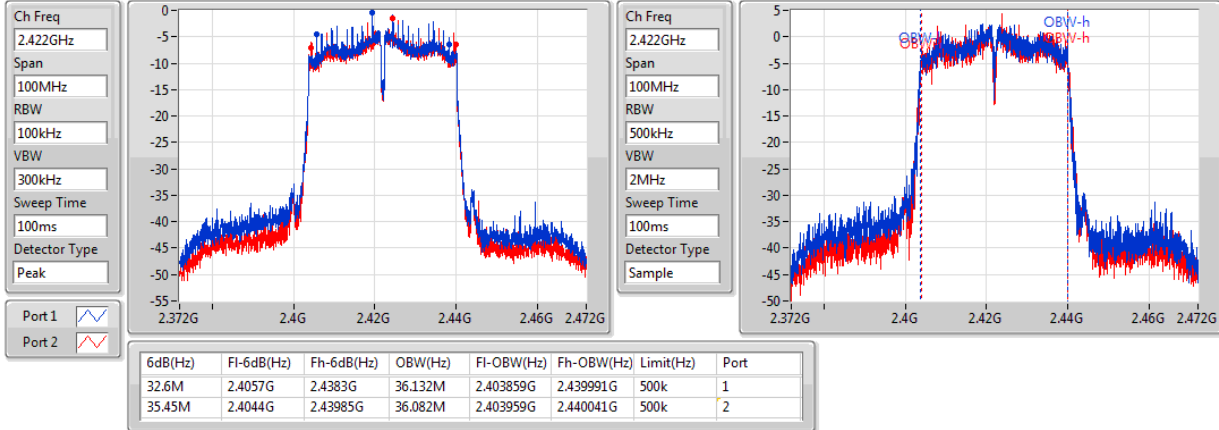 Ch Freq
2.422GHz
Span
100MHz
RBW
100kHz
VBW
300kHz
Sweep Time
100ms
Detector Type
Peak
Port 1
Port 2
0
-5
-10
-15
-20
-25
-30
-35
-40
-45
-50
-55
2.372G 2.4G 2.42G 2.44G 2.46G 2.472G
Ch Freq
2.422GHz
Span
100MHz
RBW
500kHz
VBW
2MHz
Sweep Time
100ms
Detector Type
Sample
5
0
-5
-10
-15
-20
-25
-30
-35
-40
-45
-50
OBW-h
OBW-h
2.372G 2.4G 2.42G 2.44G 2.46G 2.472G
6dB(Hz) Fl-6dB(Hz) Fh-6dB(Hz) OBW(Hz) Fl-OBW(Hz) Fh-OBW(Hz) Limit(Hz) Port
32.6M 2.4057G 2.4383G 36.132M 2.403859G 2.439991G 500k 1
35.45M 2.4044G 2.43985G 36.082M 2.403959G 2.440041G 500k 2